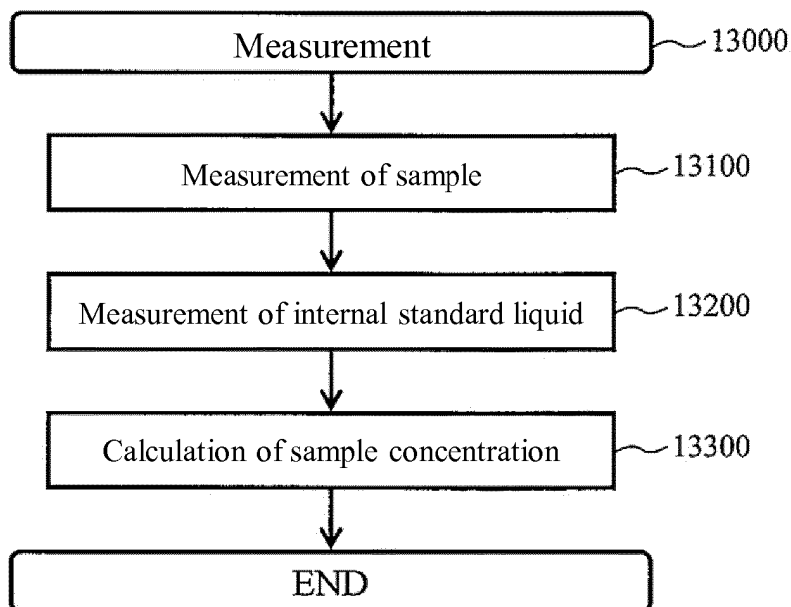 Measurement
13000
Measurement of sample
13100
Measurement of internal standard liquid
13200
Calculation of sample concentration
13300
END